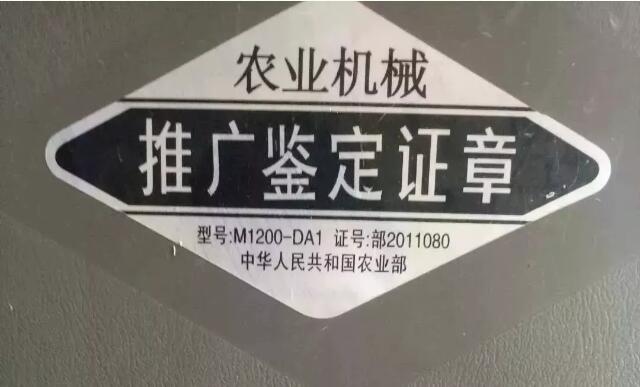 农业机械
推广鉴定证章
型号:M1200-DA1 证号:部2011080
中华人民共和国农业部